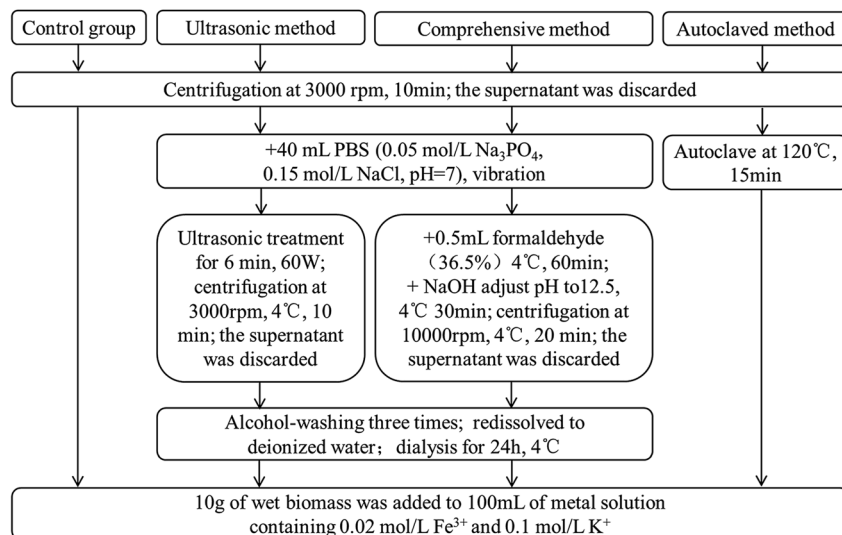 Control group
Ultrasonic method
Comprehensive method
Autoclaved method
Centrifugation at 3000 rpm, 10min; the supernatant was discarded
+40 mL PBS (0.05 mol/L Na₃PO₄,
0.15 mol/L NaCl, pH=7), vibration
Autoclave at 120℃,
15min
Ultrasonic treatment
for 6 min, 60W;
centrifugation at
3000rpm, 4℃, 10
min; the supernatant
was discarded
+0.5mL formaldehyde
（36.5%）4℃, 60min;
+ NaOH adjust pH to12.5,
4℃ 30min; centrifugation at
10000rpm, 4℃, 20 min; the
supernatant was discarded
Alcohol-washing three times; redissolved to
deionized water；dialysis for 24h, 4℃
10g of wet biomass was added to 100mL of metal solution
containing 0.02 mol/L Fe³⁺ and 0.1 mol/L K⁺